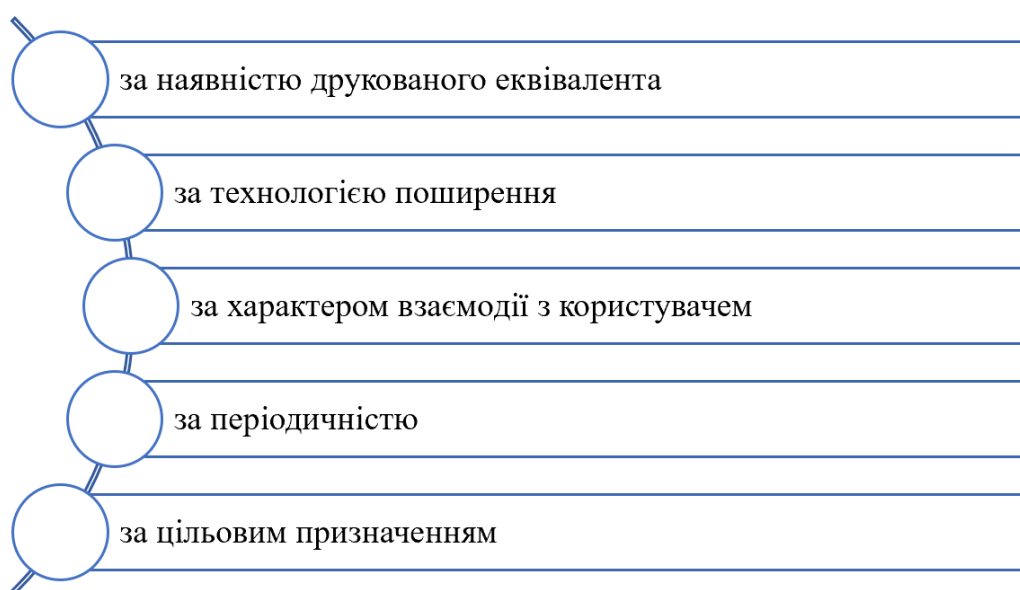 за наявністю друкованого еквівалента
за технологією поширення
за характером взаємодії з користувачем
за періодичністю
за цільовим призначенням